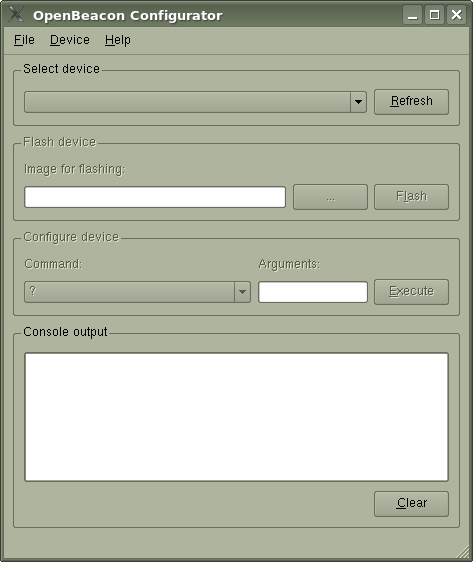 OpenBeacon Configurator
File Device Help
Select device
Refresh
Flash device
Image for flashing:
... Flash
Configure device
Command: Arguments:
? Execute
Console output
Clear